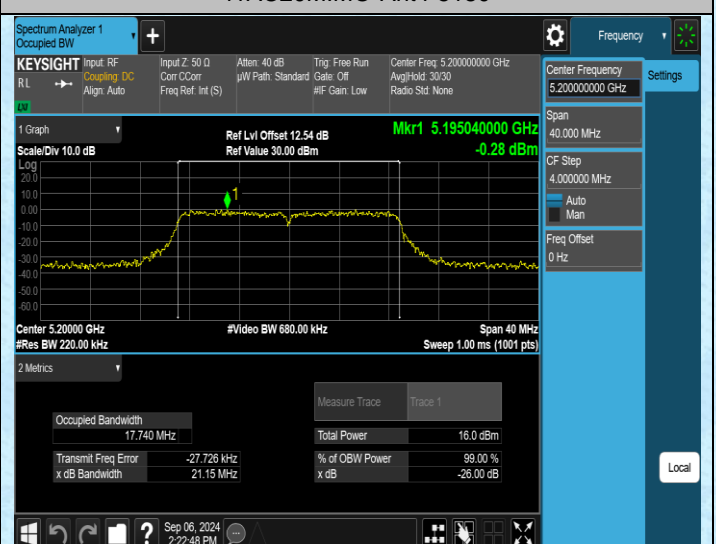 Spectrum Analyzer 1
Occupied BW
Frequency
KEYSIGHT
RL
Input: RF
Coupling: DC
Align: Auto
Input Z: 50 Ω
Corr CCorr
Freq Ref: Int (S)
Atten: 40 dB
µW Path: Standard
Trig: Free Run
Gate: Off
#IF Gain: Low
Center Freq: 5.200000000 GHz
Avg|Hold: 30/30
Radio Std: None
LXI
1 Graph
Scale/Div 10.0 dB
Ref Lvl Offset 12.54 dB
Ref Value 30.00 dBm
Mkr1 5.195040000 GHz
-0.28 dBm
Log
20.0
10.0
0.00
-10.0
-20.0
-30.0
-40.0
-50.0
-60.0
1
Center 5.20000 GHz
#Res BW 220.00 kHz
#Video BW 680.00 kHz
Span 40 MHz
Sweep 1.00 ms (1001 pts)
2 Metrics
Measure Trace
Trace 1
Occupied Bandwidth
17.740 MHz
Total Power
16.0 dBm
Transmit Freq Error
-27.726 kHz
% of OBW Power
99.00 %
x dB Bandwidth
21.15 MHz
x dB
-26.00 dB
Center Frequency
5.200000000 GHz
Span
40.000 MHz
CF Step
4.000000 MHz
Auto
Man
Freq Offset
0 Hz
Settings
Local
?
Sep 06, 2024
2:22:48 PM